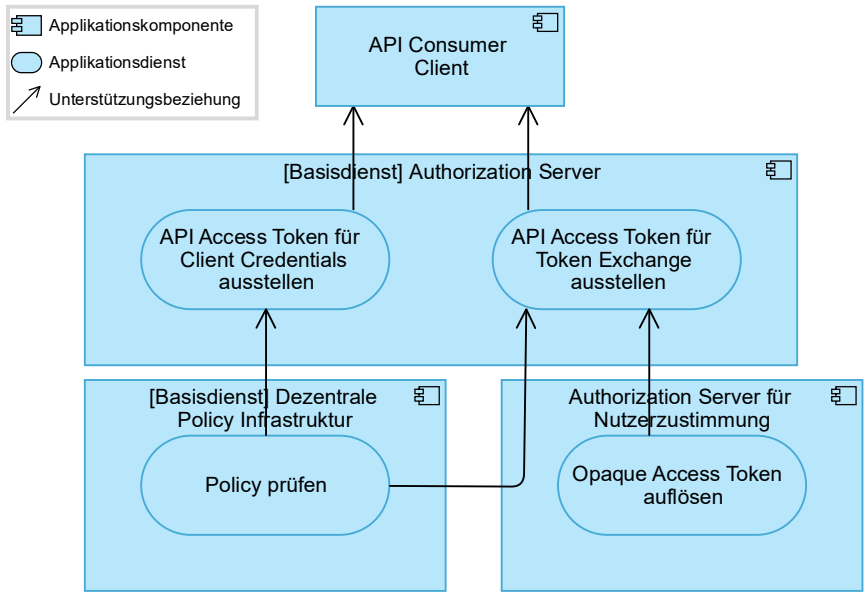 Applikationskomponente
Applikationsdienst
Unterstützungsbeziehung
API Consumer
Client
[Basisdienst] Authorization Server
API Access Token für
Client Credentials
ausstellen
API Access Token für
Token Exchange
ausstellen
[Basisdienst] Dezentrale
Policy Infrastruktur
Policy prüfen
Authorization Server für
Nutzerzustimmung
Opaque Access Token
auflösen